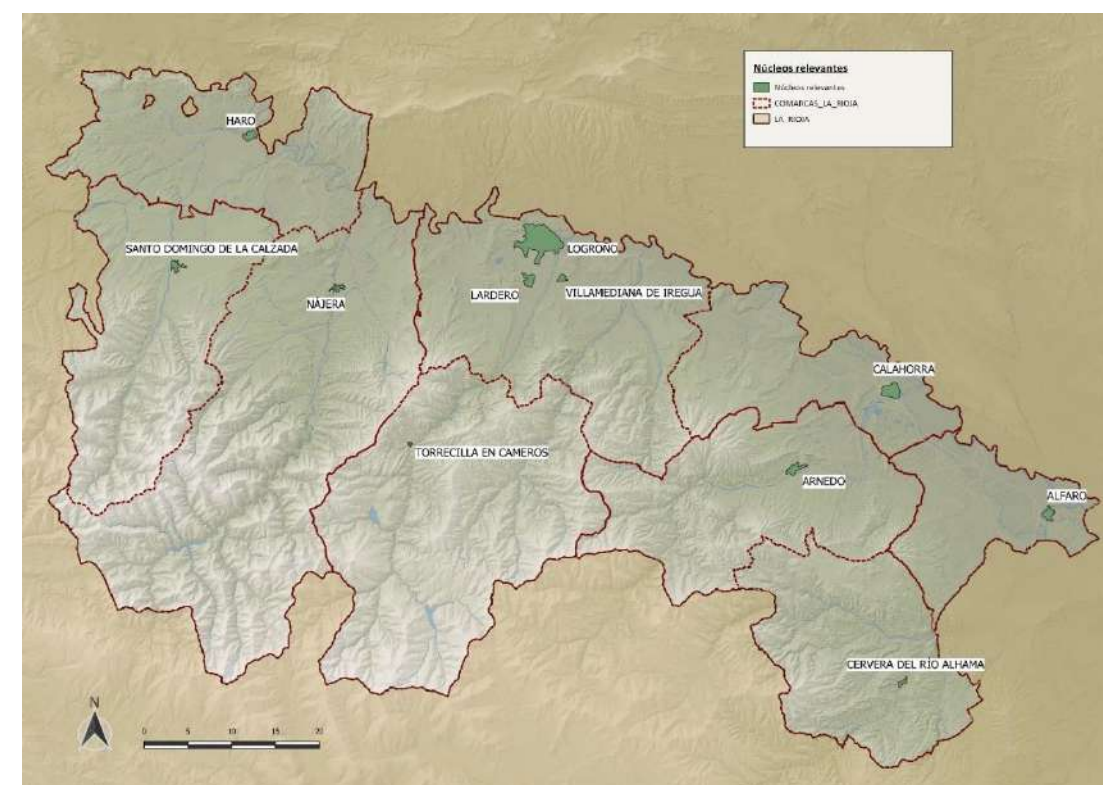 Núcleos relevantes
Núcleos relevantes
COMARCAS_LA_RIOJA
LA_RIOJA
HARO
SANTO DOMINGO DE LA CALZADA
LOGROÑO
NÁJERA
LARDERO
VILLAMEDIANA DE IREGUA
CALAHORRA
TORRECILLA EN CAMEROS
ARNEDO
ALFARO
CERVERA DEL RÍO ALHAMA
N
0 5 10 15 20